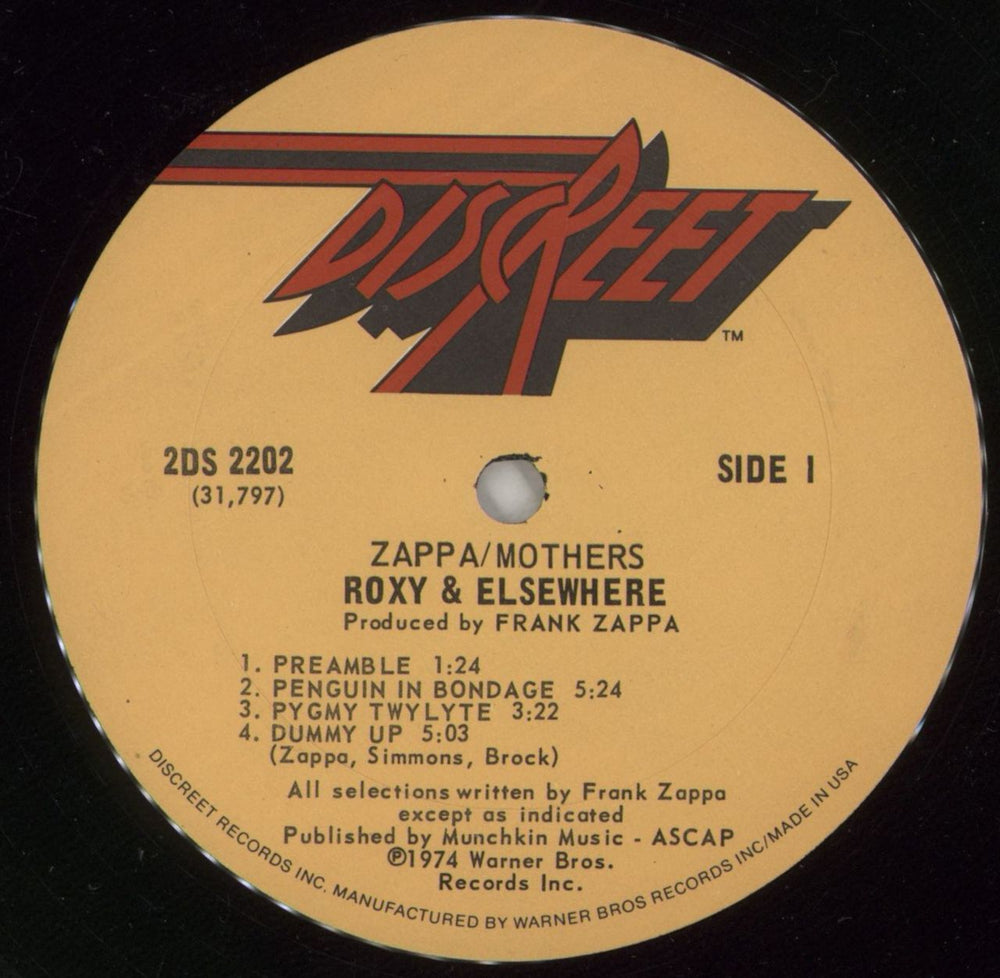 DISCREET
TM
2DS 2202
(31,797)
SIDE 1
ZAPPA/MOTHERS
ROXY & ELSEWHERE
Produced by FRANK ZAPPA
1. PREAMBLE 1:24
2. PENGUIN IN BONDAGE 5:24
3. PYGMY TWYLYTE 3:22
4. DUMMY UP 5:03
(Zappa, Simmons, Brock)
All selections written by Frank Zappa
except as indicated
Published by Munchkin Music - ASCAP
℗1974 Warner Bros.
Records Inc.
DISCREET RECORDS INC. MANUFACTURED BY WARNER BROS RECORDS INC/MADE IN USA